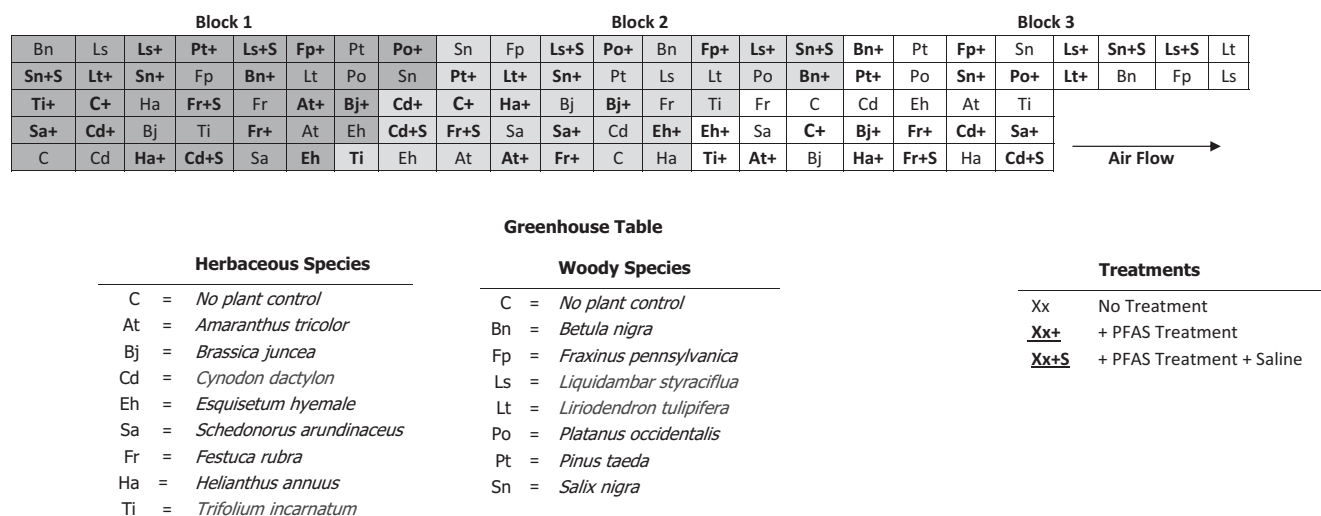 Block 1 Block 2 Block 3
Bn Ls Ls+ Pt+ Ls+S Fp+ Pt Po+ Sn Fp Ls+S Po+ Bn Fp+ Ls+ Sn+S Bn+ Pt Fp+ Sn Ls+ Sn+S Ls+S Lt
Sn+S Lt+ Sn+ Fp Bn+ Lt Po Sn Pt+ Lt+ Sn+ Pt Ls Lt Po Bn+ Pt+ Po Sn+ Po+ Lt+ Bn Fp Ls
Ti+ C+ Ha Fr+S Fr At+ Bj+ Cd+ C+ Ha+ Bj Bj+ Fr Ti Fr C Cd Eh At Ti
Sa+ Cd+ Bj Ti Fr+ At Eh Cd+S Fr+S Sa Sa+ Cd Eh+ Eh+ Sa C+ Bj+ Fr+ Cd+ Sa+
C Cd Ha+ Cd+S Sa Eh Ti Eh At At+ Fr+ C Ha Ti+ At+ Bj Ha+ Fr+S Ha Cd+S Air Flow
Greenhouse Table
Herbaceous Species
C = No plant control
At = Amaranthus tricolor
Bj = Brassica juncea
Cd = Cynodon dactylon
Eh = Esquisetum hyemale
Sa = Schedonorus arundinaceus
Fr = Festuca rubra
Ha = Helianthus annuus
Ti = Trifolium incarnatum
Woody Species
C = No plant control
Bn = Betula nigra
Fp = Fraxinus pennsylvanica
Ls = Liquidambar styraciflua
Lt = Liriodendron tulipifera
Po = Platanus occidentalis
Pt = Pinus taeda
Sn = Salix nigra
Treatments
Xx No Treatment
Xx+ + PFAS Treatment
Xx+S + PFAS Treatment + Saline